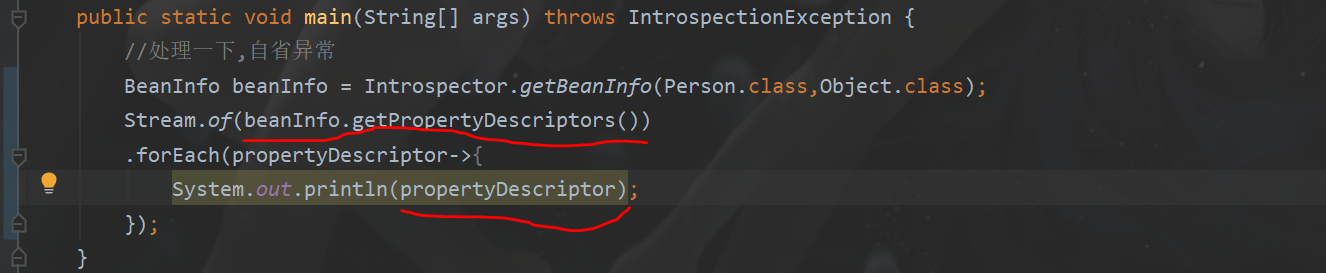 public static void main(String[] args) throws IntrospectionException {
//处理一下,自省异常
BeanInfo beanInfo = Introspector.getBeanInfo(Person.class,Object.class);
Stream.of(beanInfo.getPropertyDescriptors())
.forEach(propertyDescriptor->{
System.out.println(propertyDescriptor);
});
}